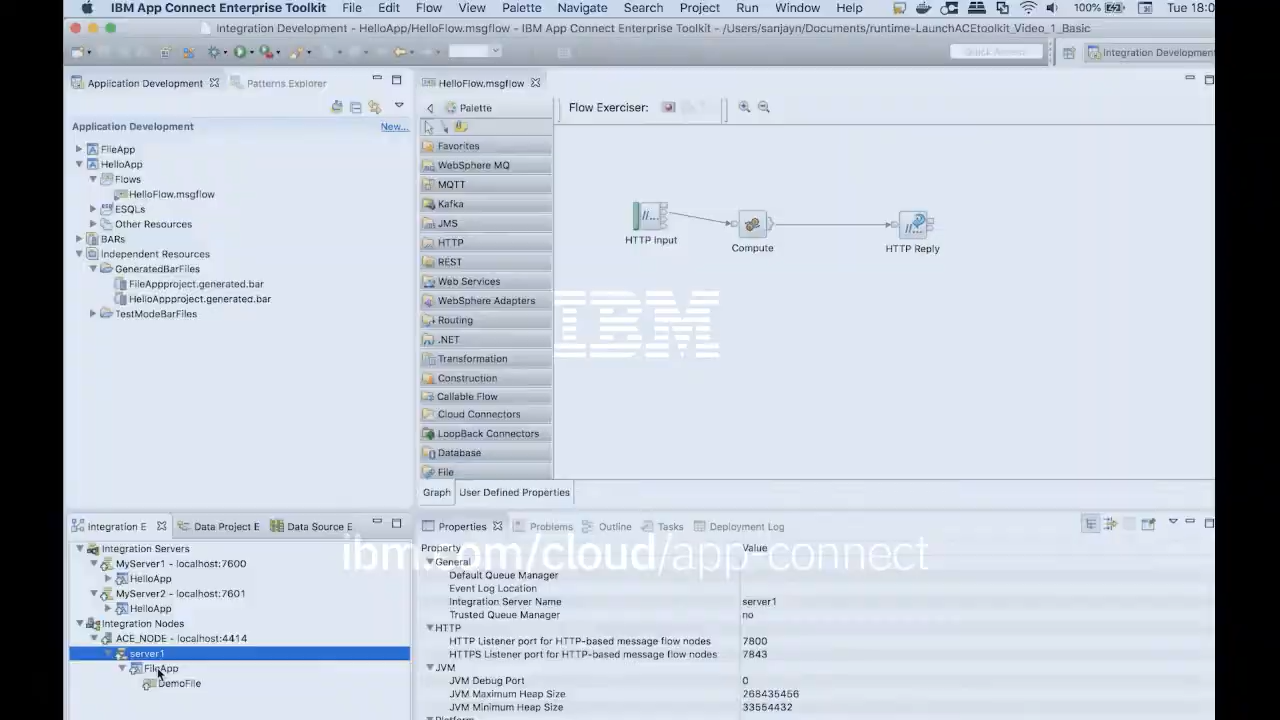 IBM App Connect Enterprise Toolkit File Edit Flow View Palette Navigate Search Project Run Window Help 100% Tue 18:0
Integration Development - HelloApp/HelloFlow.msgflow - IBM App Connect Enterprise Toolkit - /Users/sanjayn/Documents/runtime-LaunchACEtoolkit_Video_1_Basic
Quick Access Integration Development
Application Development Patterns Explorer
Application Development New...
FileApp
HelloApp
Flows
HelloFlow.msgflow
ESQLs
Other Resources
BARs
Independent Resources
GeneratedBarFiles
FileAppproject.generated.bar
HelloAppproject.generated.bar
TestModeBarFiles
HelloFlow.msgflow
Palette
Favorites
WebSphere MQ
MQTT
Kafka
JMS
HTTP
REST
Web Services
WebSphere Adapters
Routing
.NET
Transformation
Construction
Callable Flow
Cloud Connectors
LoopBack Connectors
Database
File
Flow Exerciser:
HTTP Input
Compute
HTTP Reply
IBM
Graph User Defined Properties
Integration E Data Project E Data Source E
Integration Servers
MyServer1 - localhost:7600
HelloApp
MyServer2 - localhost:7601
HelloApp
Integration Nodes
ACE_NODE - localhost:4414
server1
FileApp
DemoFile
Properties Problems Outline Tasks Deployment Log
ibm.com/cloud/app-connect
Property Value
General
Default Queue Manager
Event Log Location
Integration Server Name server1
Trusted Queue Manager no
HTTP
HTTP Listener port for HTTP-based message flow nodes 7800
HTTPS Listener port for HTTP-based message flow nodes 7843
JVM
JVM Debug Port 0
JVM Maximum Heap Size 268435456
JVM Minimum Heap Size 33554432
Platform